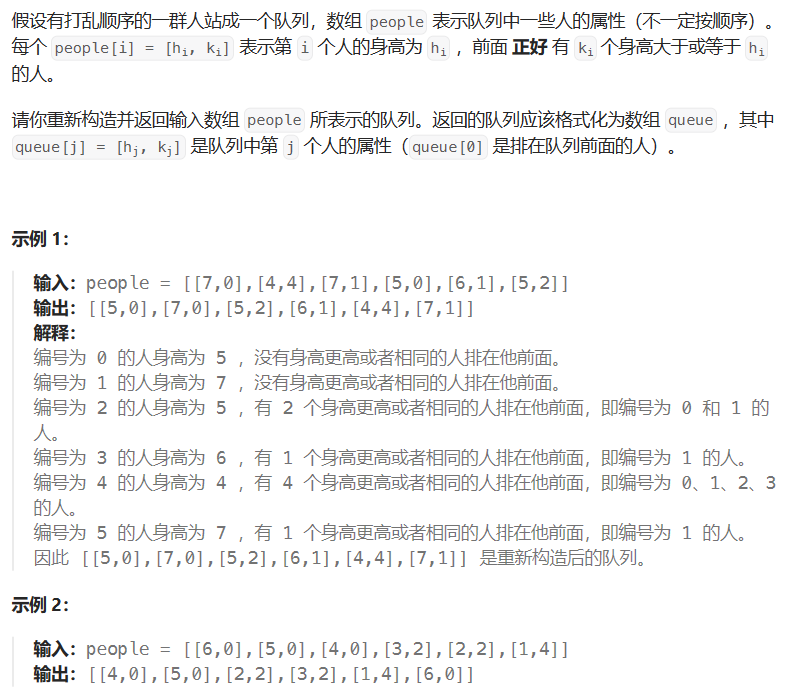 假设有打乱顺序的一群人站成一个队列，数组 people 表示队列中一些人的属性（不一定按顺序）。
每个 people[i] = [hi, ki] 表示第 i 个人的身高为 hi ，前面 正好 有 ki 个身高大于或等于 hi
的人。
请你重新构造并返回输入数组 people 所表示的队列。返回的队列应该格式化为数组 queue ，其中
queue[j] = [hj, kj] 是队列中第 j 个人的属性（queue[0] 是排在队列前面的人）。
示例 1：
输入：people = [[7,0],[4,4],[7,1],[5,0],[6,1],[5,2]]
输出：[[5,0],[7,0],[5,2],[6,1],[4,4],[7,1]]
解释：
编号为 0 的人身高为 5 ，没有身高更高或者相同的人排在他前面。
编号为 1 的人身高为 7 ，没有身高更高或者相同的人排在他前面。
编号为 2 的人身高为 5 ，有 2 个身高更高或者相同的人排在他前面，即编号为 0 和 1 的
人。
编号为 3 的人身高为 6 ，有 1 个身高更高或者相同的人排在他前面，即编号为 1 的人。
编号为 4 的人身高为 4 ，有 4 个身高更高或者相同的人排在他前面，即编号为 0、1、2、3
的人。
编号为 5 的人身高为 7 ，有 1 个身高更高或者相同的人排在他前面，即编号为 1 的人。
因此 [[5,0],[7,0],[5,2],[6,1],[4,4],[7,1]] 是重新构造后的队列。
示例 2：
输入：people = [[6,0],[5,0],[4,0],[3,2],[2,2],[1,4]]
输出：[[4,0],[5,0],[2,2],[3,2],[1,4],[6,0]]